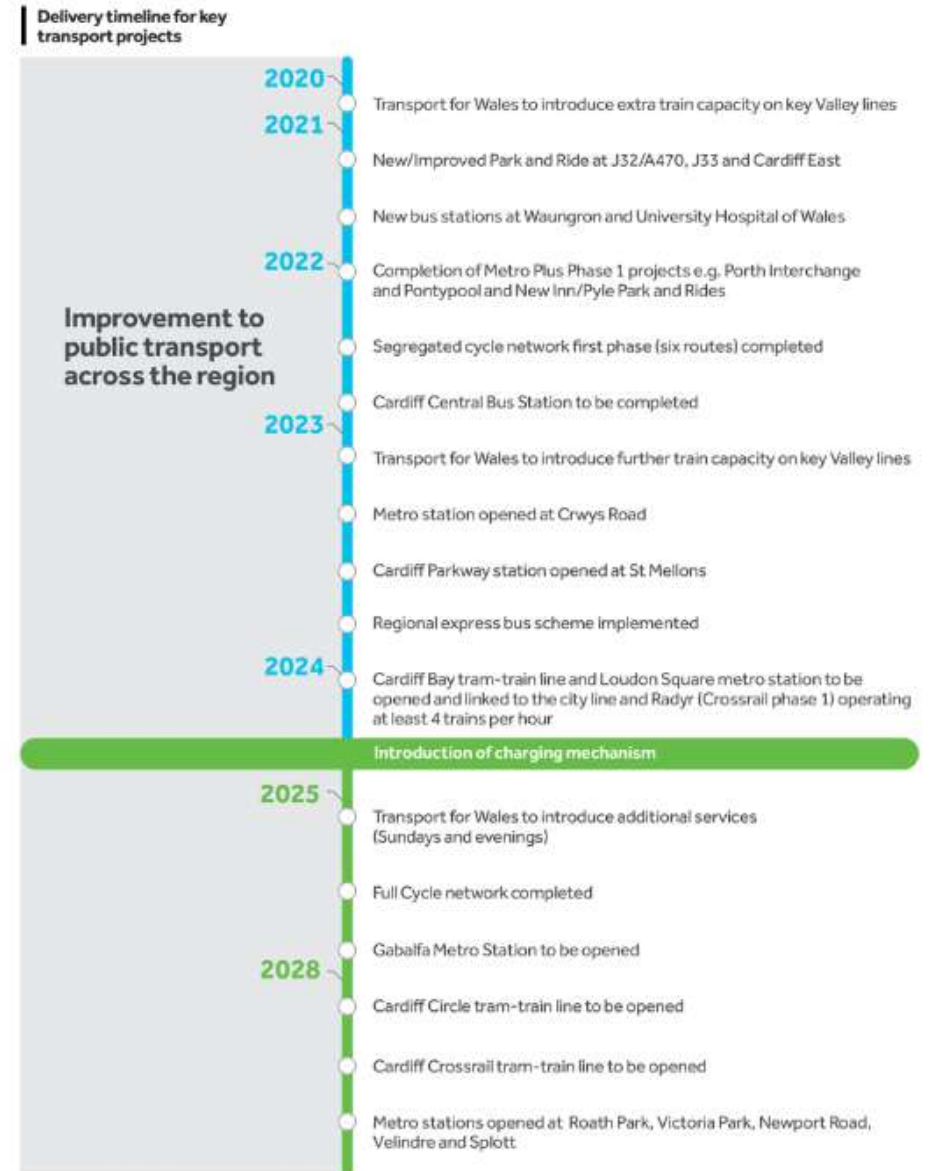 Delivery timeline for key
transport projects
2020
Transport for Wales to introduce extra train capacity on key Valley lines
2021
New/Improved Park and Ride at J32/A470, J33 and Cardiff East
New bus stations at Waungron and University Hospital of Wales
2022
Completion of Metro Plus Phase 1 projects e.g. Porth Interchange
and Pontypool and New Inn/Pyle Park and Rides
Improvement to
public transport
across the region
Segregated cycle network first phase (six routes) completed
Cardiff Central Bus Station to be completed
2023
Transport for Wales to introduce further train capacity on key Valley lines
Metro station opened at Crwys Road
Cardiff Parkway station opened at St Mellons
Regional express bus scheme implemented
2024
Cardiff Bay tram-train line and Loudon Square metro station to be
opened and linked to the city line and Radyr (Crossrail phase 1) operating
at least 4 trains per hour
Introduction of charging mechanism
2025
Transport for Wales to introduce additional services
(Sundays and evenings)
Full Cycle network completed
Gabalfa Metro Station to be opened
2028
Cardiff Circle tram-train line to be opened
Cardiff Crossrail tram-train line to be opened
Metro stations opened at Roath Park, Victoria Park, Newport Road,
Velindre and Splott